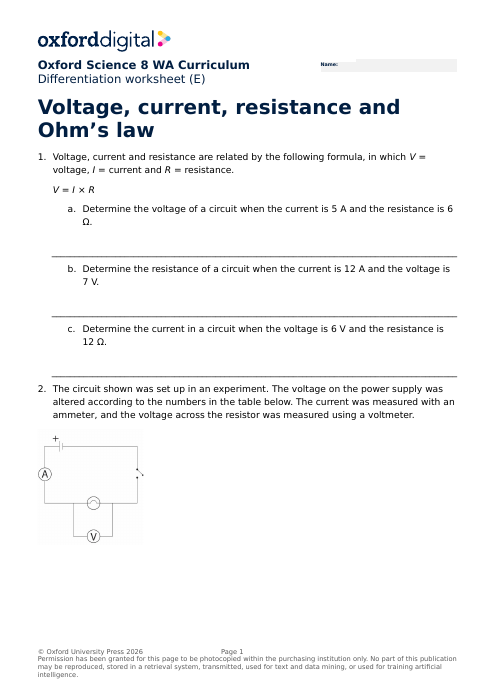 oxforddigital
Oxford Science 8 WA Curriculum
Name:
Differentiation worksheet (E)
Voltage, current, resistance and
Ohm’s law
1. Voltage, current and resistance are related by the following formula, in which V =
voltage, I = current and R = resistance.
V = I × R
a. Determine the voltage of a circuit when the current is 5 A and the resistance is 6
Ω.
b. Determine the resistance of a circuit when the current is 12 A and the voltage is
7 V.
c. Determine the current in a circuit when the voltage is 6 V and the resistance is
12 Ω.
2. The circuit shown was set up in an experiment. The voltage on the power supply was
altered according to the numbers in the table below. The current was measured with an
ammeter, and the voltage across the resistor was measured using a voltmeter.
+
A
V
© Oxford University Press 2026 Page 1
Permission has been granted for this page to be photocopied within the purchasing institution only. No part of this publication
may be reproduced, stored in a retrieval system, transmitted, used for text and data mining, or used for training artificial
intelligence.